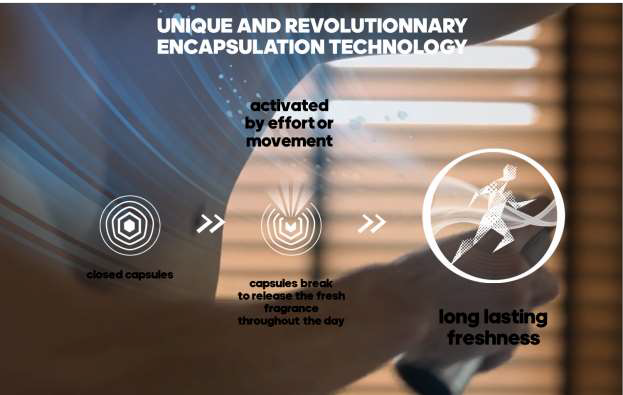 UNIQUE AND REVOLUTIONNARY
ENCAPSULATION TECHNOLOGY
activated
by effort or
movement
closed capsules
capsules break
to release the fresh
fragrance
throughout the day
long lasting
freshness